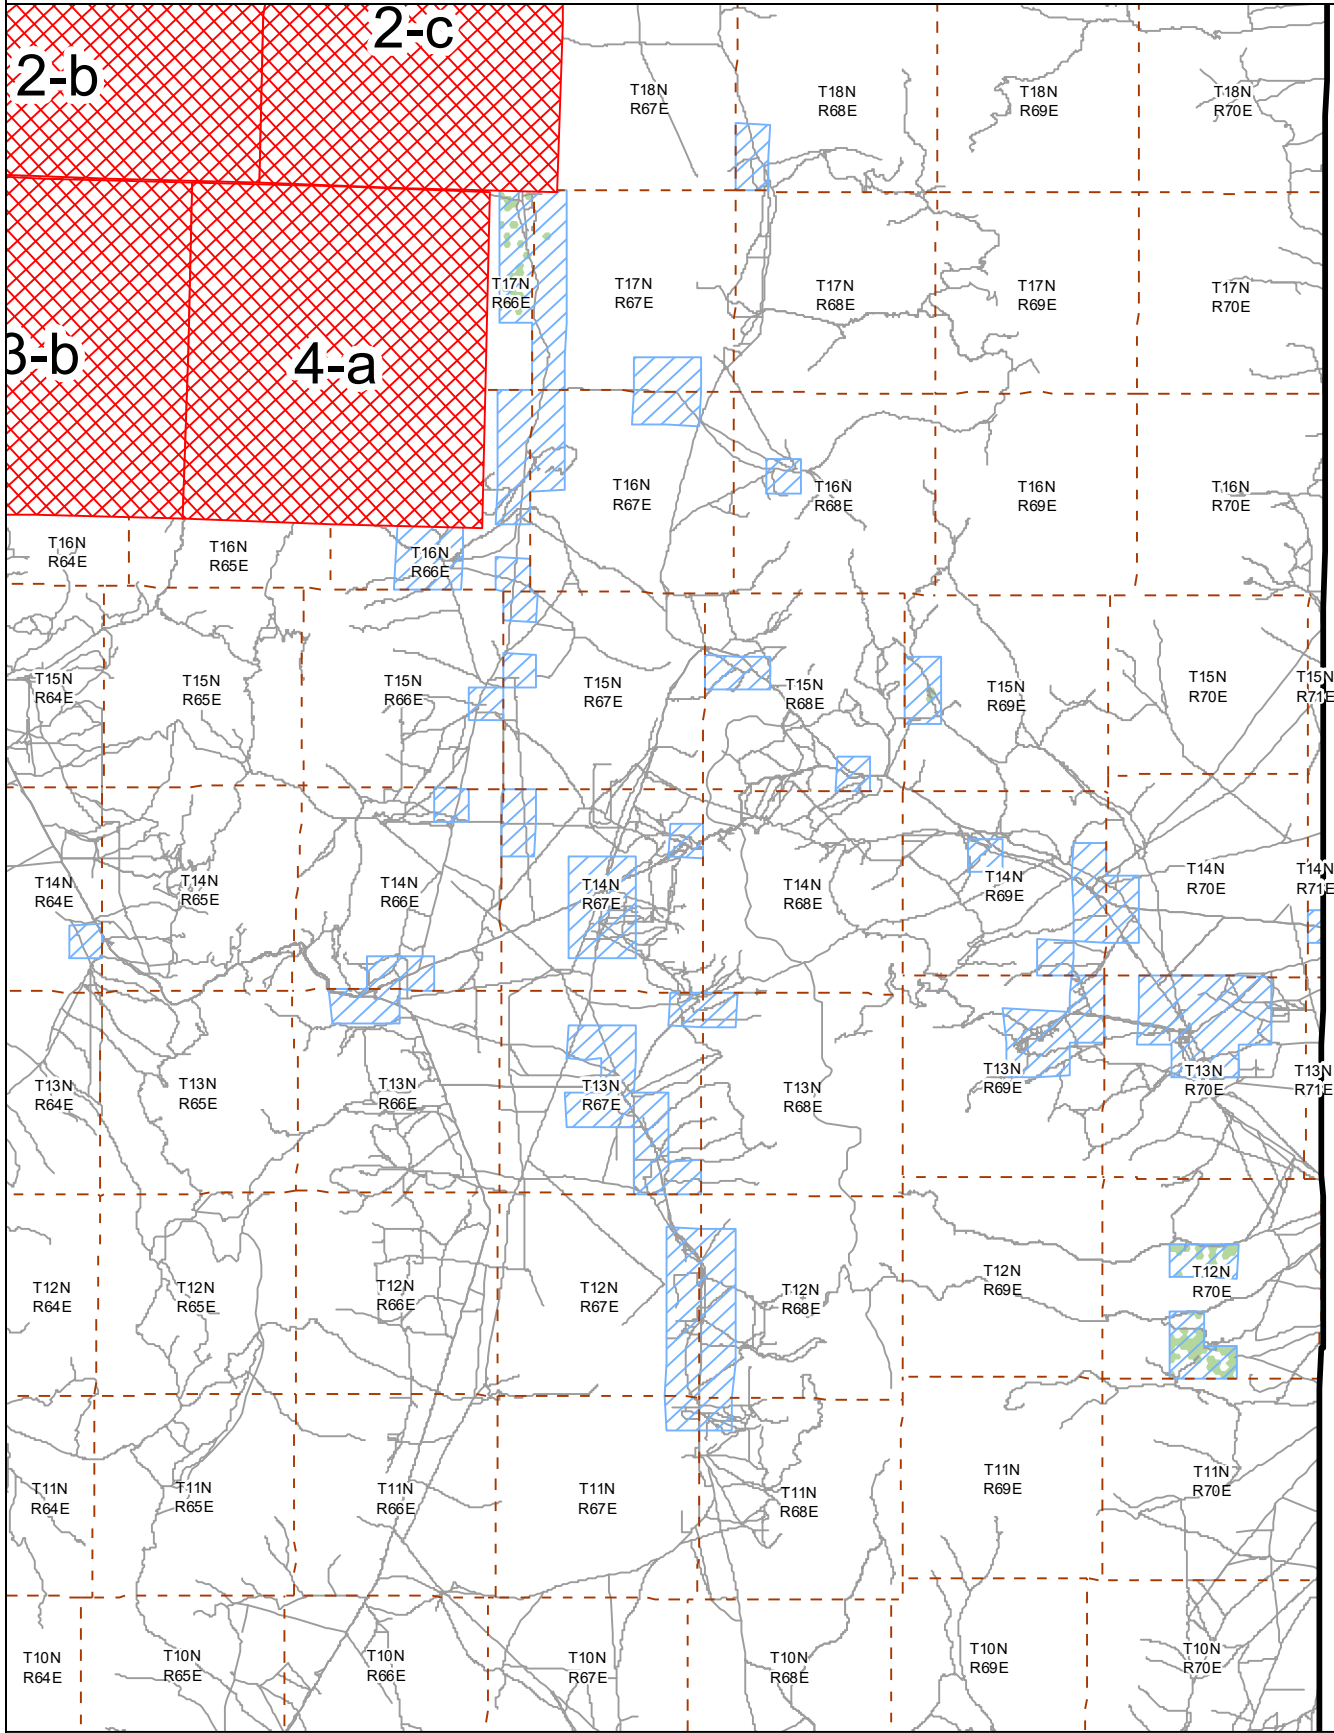 2-b
2-c
T18N
R67E
T18N
R68E
T18N
R69E
T18N
R70E
3-b
4-a
T17N
R66E
T17N
R67E
T17N
R68E
T17N
R69E
T17N
R70E
T16N
R64E
T16N
R65E
T16N
R66E
T16N
R67E
T16N
R68E
T16N
R69E
T16N
R70E
T15N
R64E
T15N
R65E
T15N
R66E
T15N
R67E
T15N
R68E
T15N
R69E
T15N
R70E
T15N
R71E
T14N
R64E
T14N
R65E
T14N
R66E
T14N
R67E
T14N
R68E
T14N
R69E
T14N
R70E
T14N
R71E
T13N
R64E
T13N
R65E
T13N
R66E
T13N
R67E
T13N
R68E
T13N
R69E
T13N
R70E
T13N
R71E
T12N
R64E
T12N
R65E
T12N
R66E
T12N
R67E
T12N
R68E
T12N
R69E
T12N
R70E
T11N
R64E
T11N
R65E
T11N
R66E
T11N
R67E
T11N
R68E
T11N
R69E
T11N
R70E
T10N
R64E
T10N
R65E
T10N
R66E
T10N
R67E
T10N
R68E
T10N
R69E
T10N
R70E